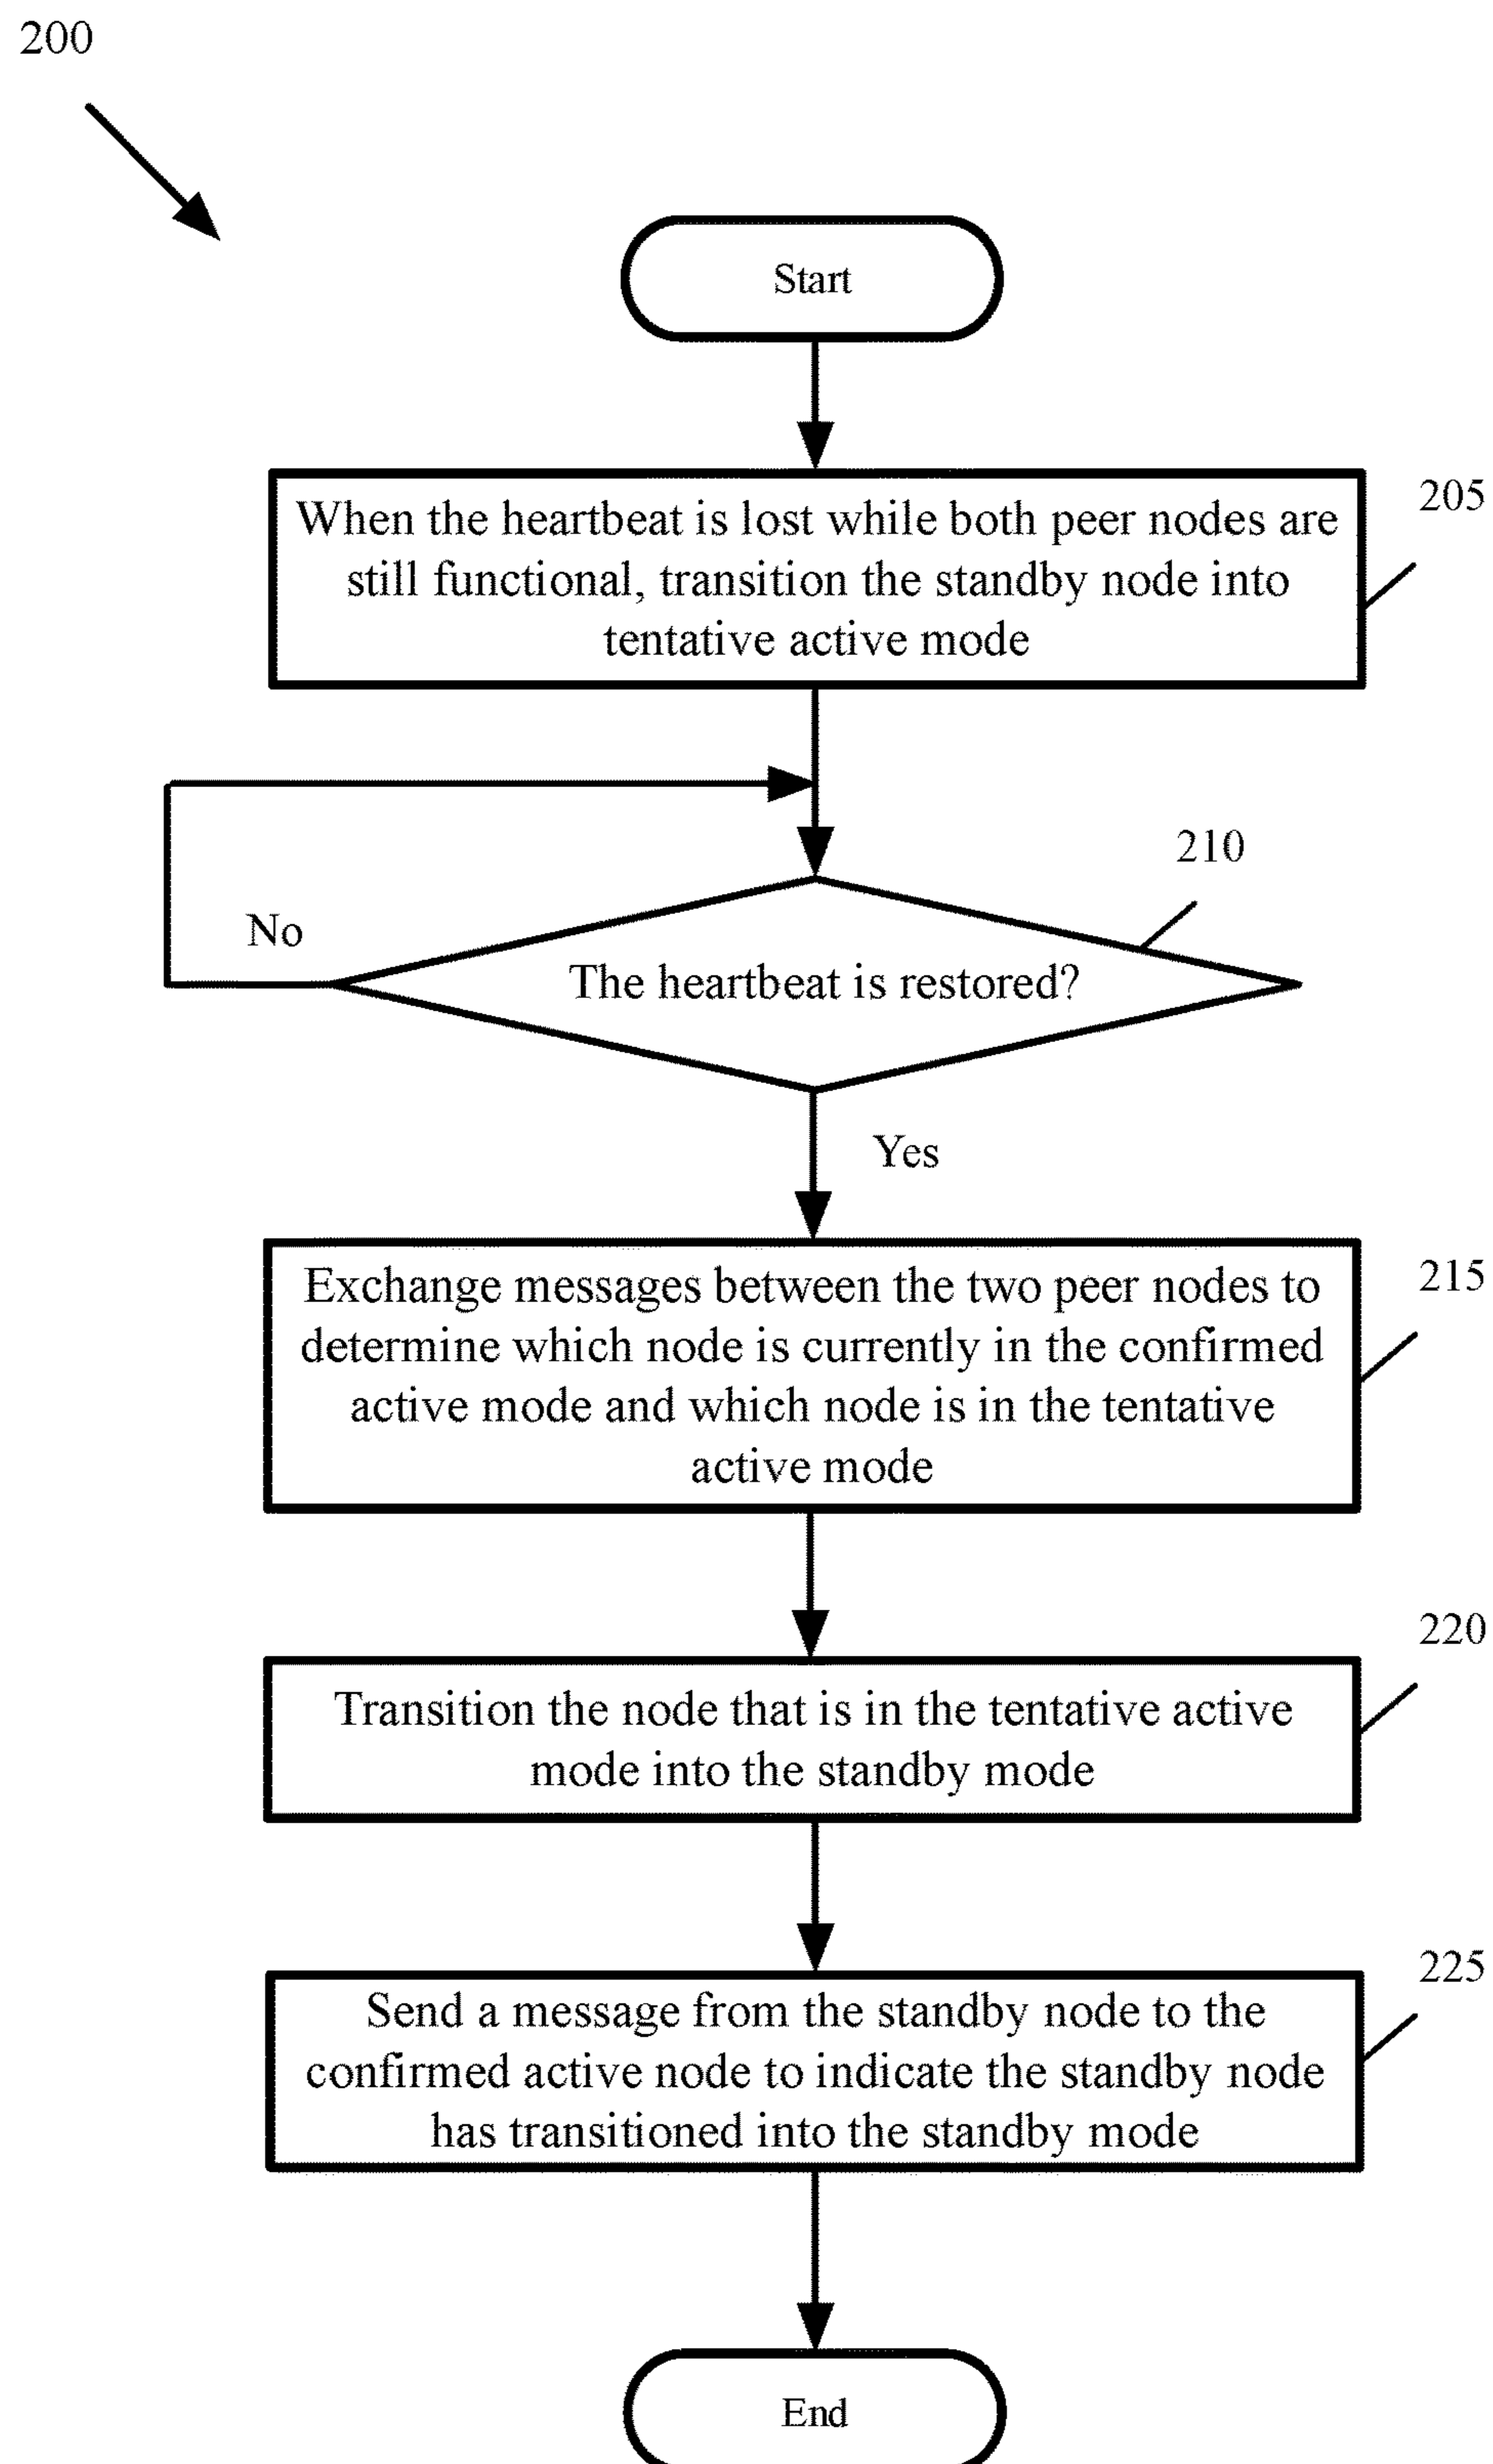 200
Start
When the heartbeat is lost while both peer nodes are
still functional, transition the standby node into
tentative active mode
205
210
No
The heartbeat is restored?
Yes
Exchange messages between the two peer nodes to
determine which node is currently in the confirmed
active mode and which node is in the tentative
active mode
215
Transition the node that is in the tentative active
mode into the standby mode
220
Send a message from the standby node to the
confirmed active node to indicate the standby node
has transitioned into the standby mode
225
End